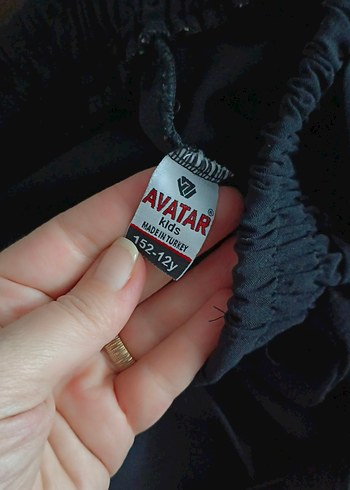 AVATAR®
kids
MADE IN TURKEY
152-12y